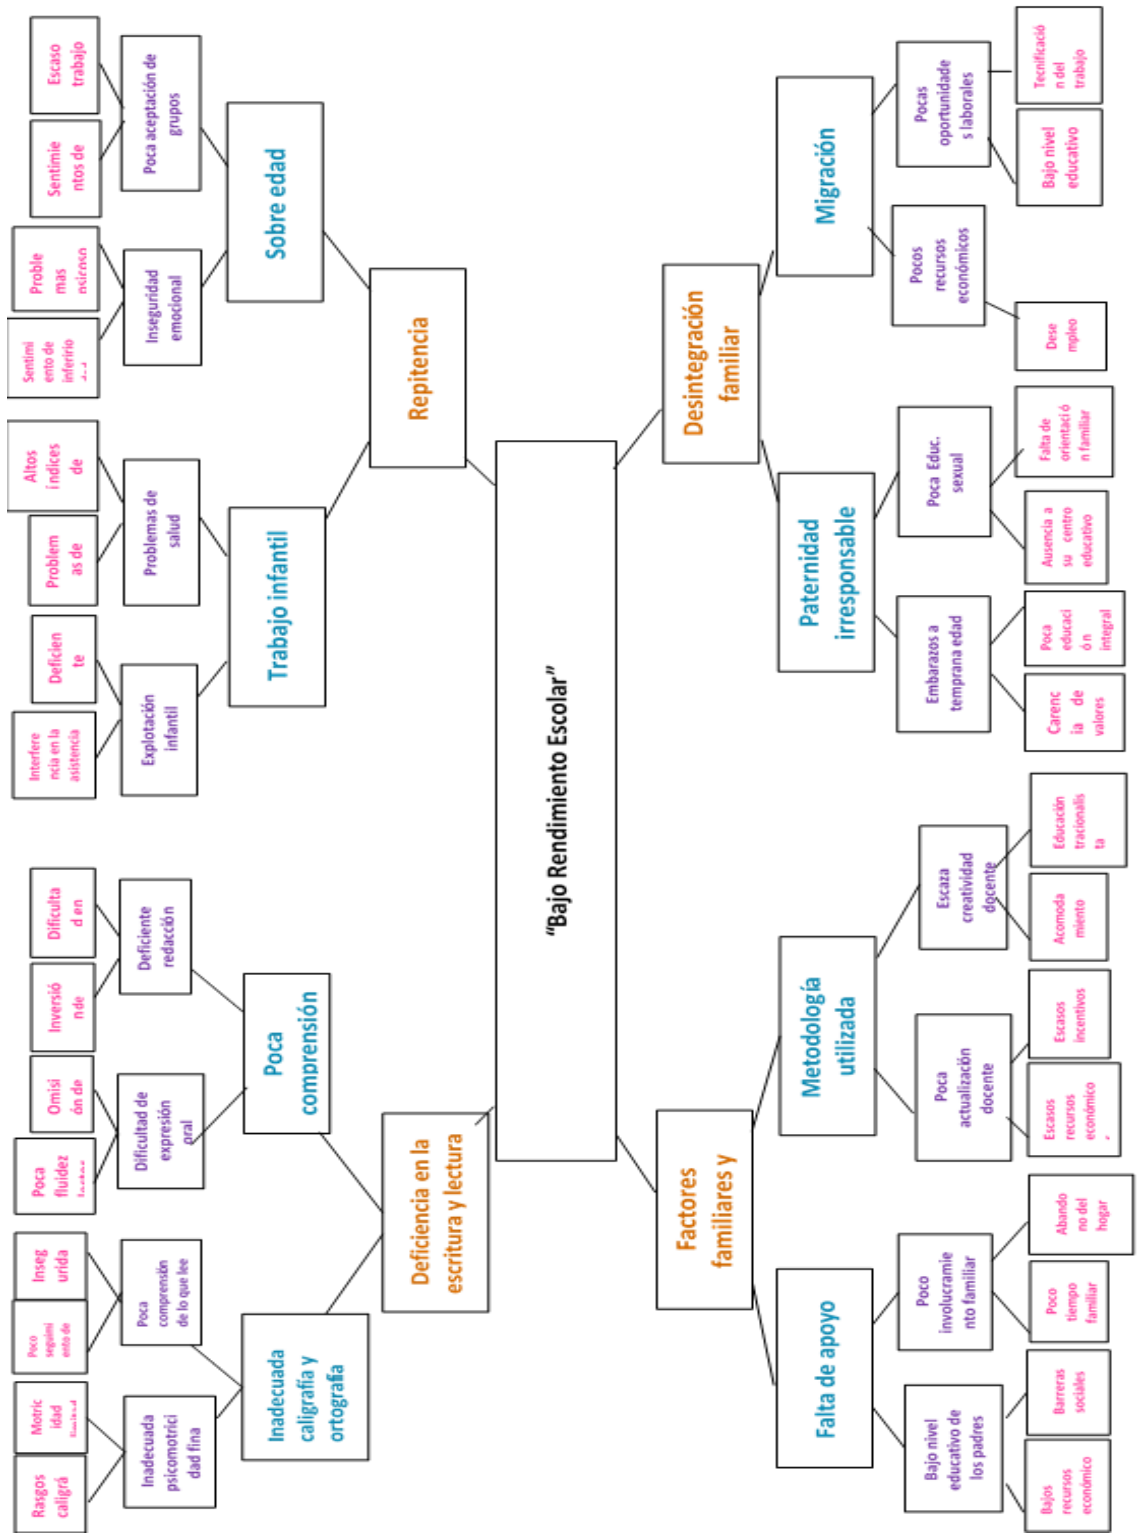 Rasgos
caligrá
Motric
idad
Poco
seguimi
ento de
Inseg
urida
Poca
fluidez
Omisi
ón de
Inversió
n de
Dificulta
d en
Interfere
ncia en la
asistencia
Deficien
te
Problem
as de
Altos
índices
de
Sentimi
ento de
inferirio
Proble
mas
psicoso
Sentimie
ntos de
Escaso
trabajo
Inadecuada
psicomotrici
dad fina
Poca
comprensión
de lo que lee
Dificultad de
expresión
oral
Deficiente
redacción
Explotación
infantil
Problemas de
salud
Inseguridad
emocional
Poca aceptación de
grupos
Inadecuada
caligrafía y
ortografía
Poca
comprensión
Trabajo infantil
Sobre edad
Deficiencia en la
escritura y lectura
Repitencia
“Bajo Rendimiento Escolar”
Factores
familiares y
Desintegración
familiar
Falta de apoyo
Metodología
utilizada
Paternidad
irresponsable
Migración
Bajo nivel
educativo de
los padres
Poco
involucramie
nto familiar
Poca
actualización
docente
Escaza
creatividad
docente
Embarazos a
temprana edad
Poca Educ.
sexual
Pocos
recursos
económicos
Pocas
oportunidade
s laborales
Bajos
recursos
económico
Barreras
sociales
Poco
tiempo
familiar
Abando
no del
hogar
Escasos
recursos
económico
Escasos
incentivos
Acomoda
miento
Educación
tracionalis
ta
Carenc
ia de
valores
Poca
educaci
ón
integral
Ausencia a
su centro
educativo
Falta de
orientació
n familiar
Dese
mpleo
Bajo nivel
educativo
Tecnificació
n del
trabajo